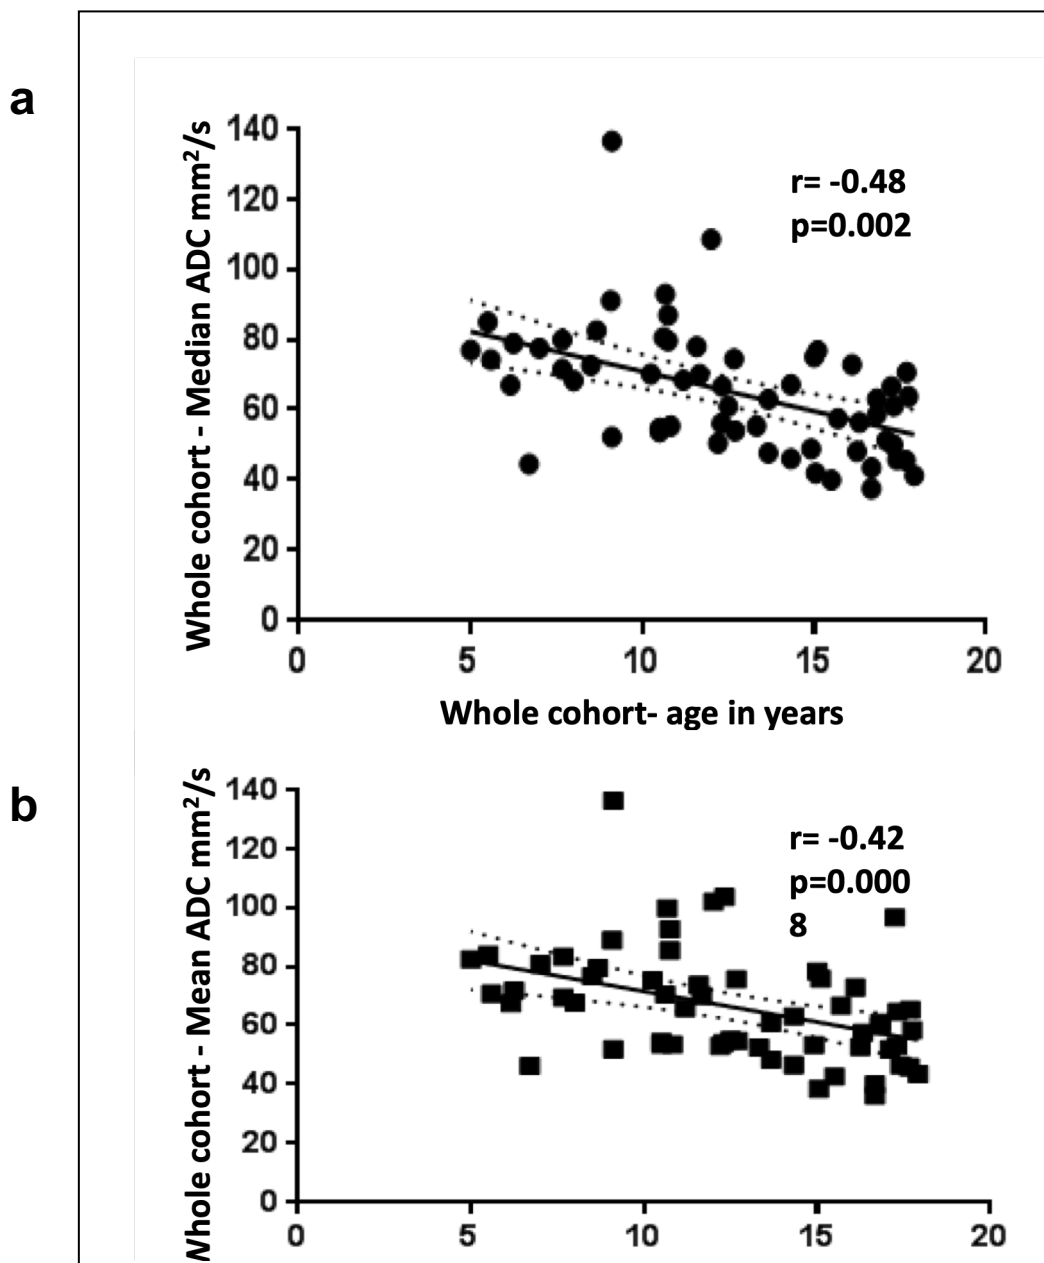 a
Whole cohort - Median ADC mm²/s
140
120
100
80
60
40
20
0
r= -0.48
p=0.002
0 5 10 15 20
Whole cohort- age in years
b
Whole cohort - Mean ADC mm²/s
140
120
100
80
60
40
20
0
r= -0.42
p=0.000
8
0 5 10 15 20